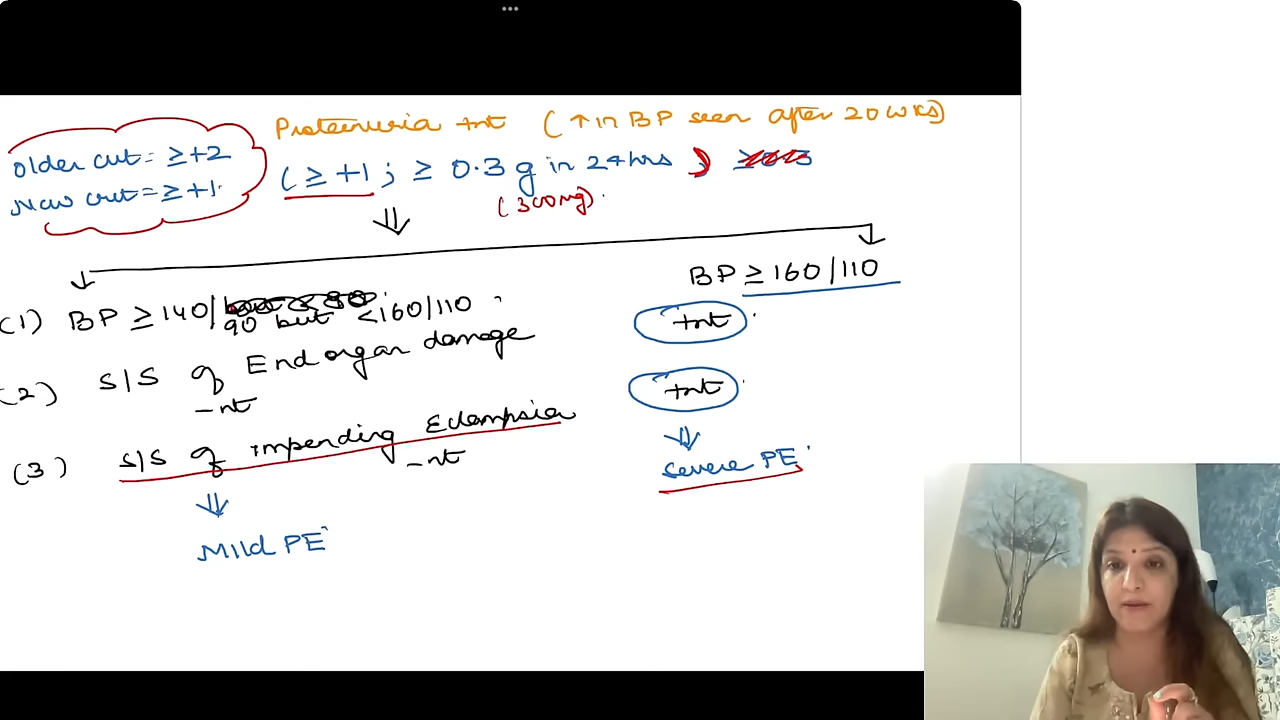 Proteinuria +nt (↑ in BP seen after 20 wks)
Older cut = ≥+2
New cut = ≥+1
(≥ +1 ; ≥ 0.3 g in 24 hrs )
(300mg).
BP ≥ 160/110
(1) BP ≥ 140/90 but <160/110
+nt
(2) S/S of End organ damage
-nt
+nt
(3) S/S of impending Eclampsia
-nt
severe PE
Mild PE